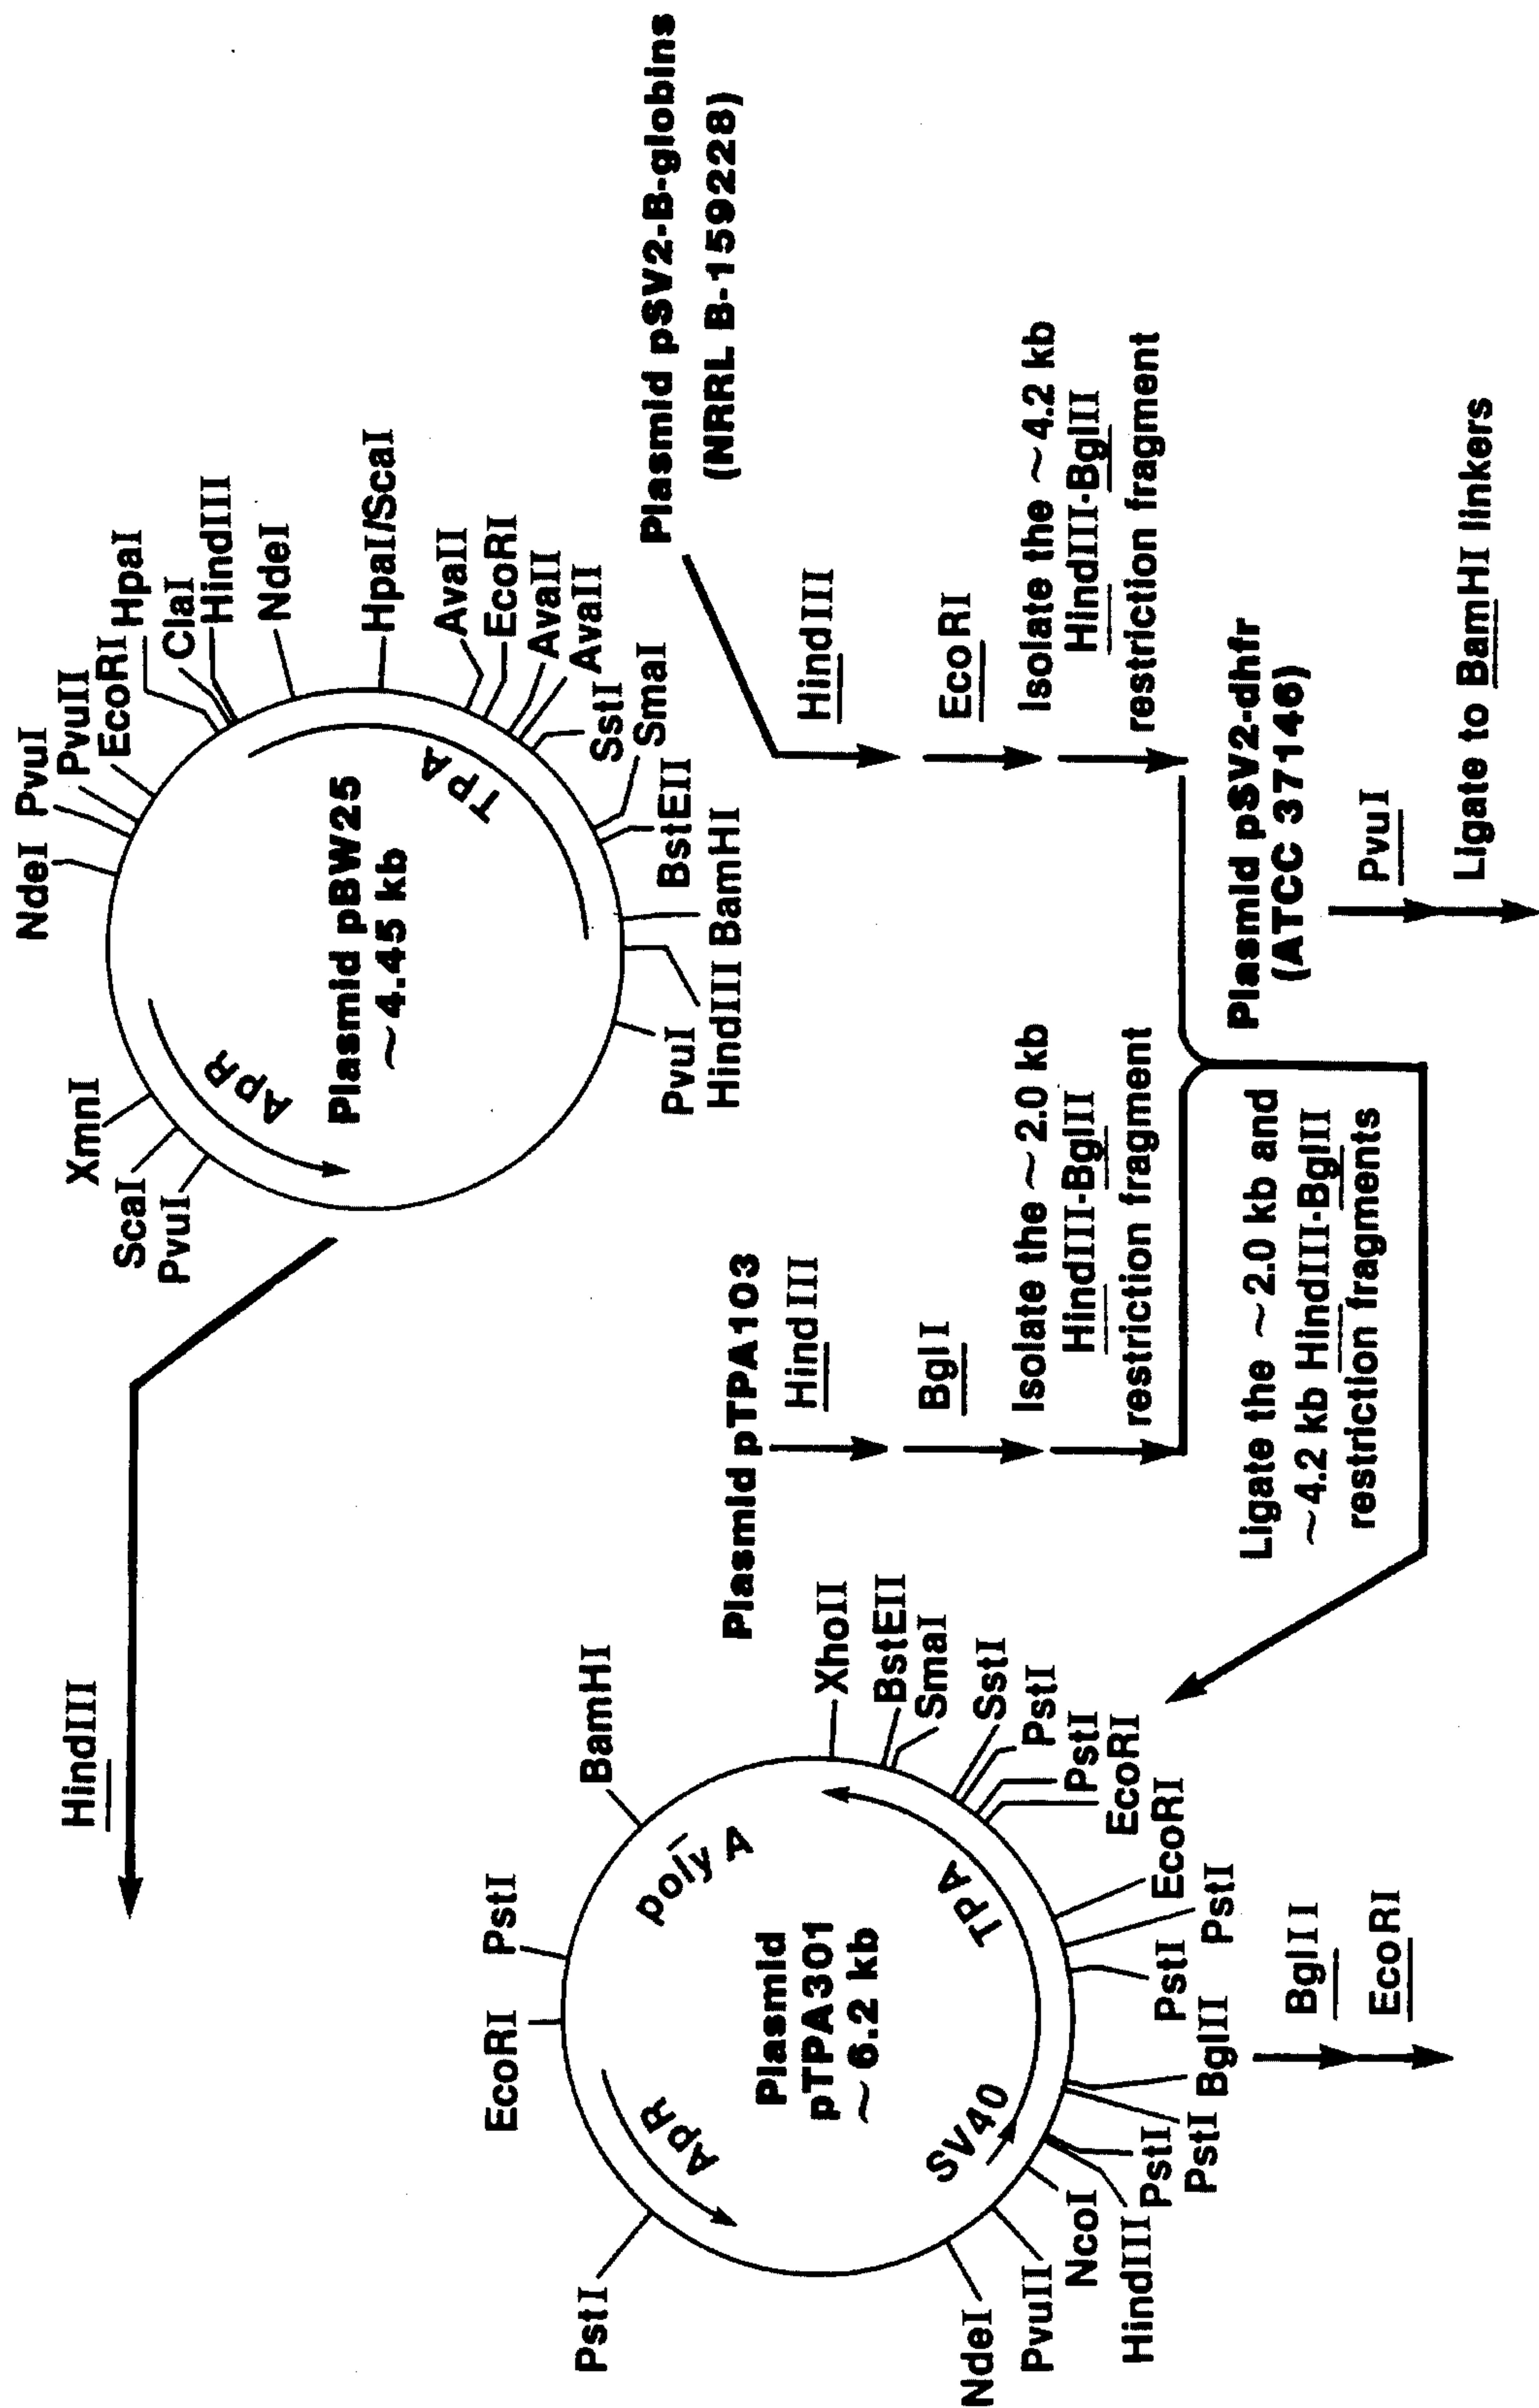 NdeI
PvuI
PvuII
EcoRI
HpaI
ClaI
HindIII
NdeI
HpaI/ScaI
AvaII
EcoRI
AvaII
AvaII
SstI
SmaI
BstEII
BamHI
HindIII
PvuI
PvuI
ScaI
XmnI
ApR
TPA
Plasmid pBW25
~4.45 kb
HindIII
Plasmid pSV2-B-globins
(NRRL B-159228)
HindIII
EcoRI
Isolate the ~4.2 kb
HindIII-BglII
restriction fragment
Plasmid pTPA103
HindIII
BglI
Isolate the ~2.0 kb
HindIII-BglII
restriction fragment
Ligate the ~2.0 kb and
~4.2 kb HindIII-BglII
restriction fragments
EcoRI
PstI
BamHI
XhoII
BstEII
SmaI
SstI
PstI
PstI
EcoRI
EcoRI
PstI
PstI
BglII
PstI
PstI
HindIII
NcoI
PvuII
NdeI
PstI
ApR
poly A
TPA
SV40
Plasmid
pTPA301
~6.2 kb
BglII
EcoRI
Plasmid pSV2-dhfr
(ATCC 37146)
PvuI
Ligate to BamHI linkers